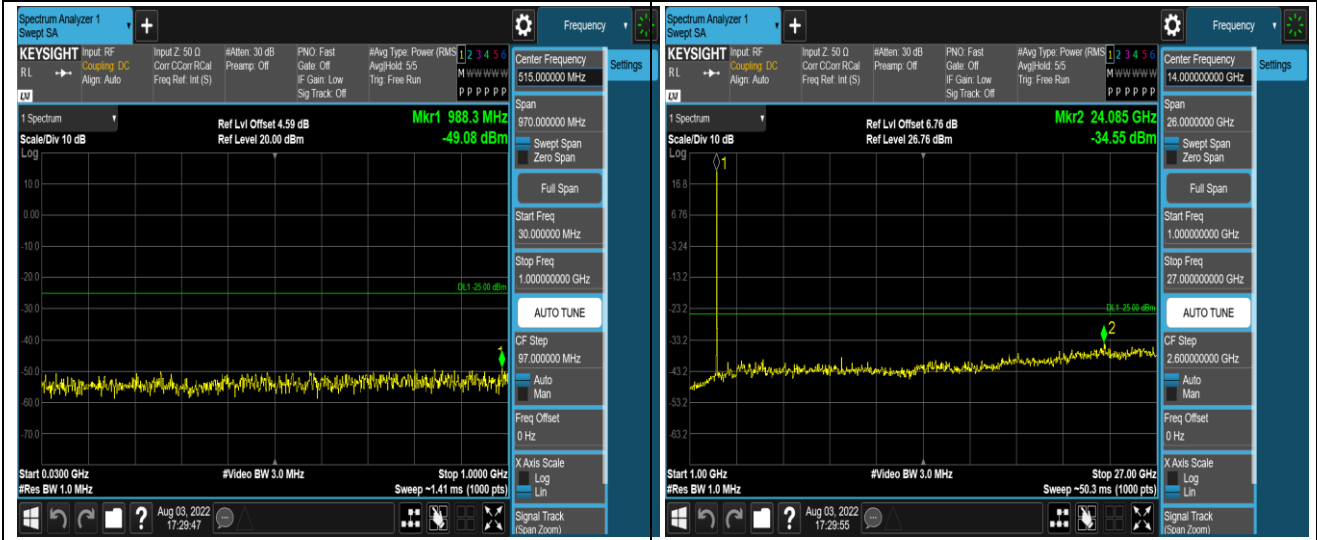 Spectrum Analyzer 1
Swept SA
+
Frequency
KEYSIGHT
RL
LXI
Input: RF
Coupling: DC
Align: Auto
Input Z: 50 Ω
Corr CCorr RCal
Freq Ref: Int (S)
#Atten: 30 dB
Preamp: Off
PNO: Fast
Gate: Off
IF Gain: Low
Sig Track: Off
#Avg Type: Power (RMS
Avg|Hold: 5/5
Trig: Free Run
1 2 3 4 5 6
M W W W W W
P P P P P P
1 Spectrum
Scale/Div 10 dB
Log
Ref Lvl Offset 4.59 dB
Ref Level 20.00 dBm
Mkr1 988.3 MHz
-49.08 dBm
10.0
0.00
-10.0
-20.0
-30.0
-40.0
-50.0
-60.0
-70.0
DL1 -25.00 dBm
1
Start 0.0300 GHz
#Res BW 1.0 MHz
#Video BW 3.0 MHz
Stop 1.0000 GHz
Sweep ~1.41 ms (1000 pts)
Center Frequency
515.000000 MHz
Span
970.000000 MHz
Swept Span
Zero Span
Full Span
Start Freq
30.000000 MHz
Stop Freq
1.000000000 GHz
AUTO TUNE
CF Step
97.000000 MHz
Auto
Man
Freq Offset
0 Hz
X Axis Scale
Log
Lin
Signal Track
(Span Zoom)
Settings
?
Aug 03, 2022
17:29:47
Spectrum Analyzer 1
Swept SA
+
Frequency
KEYSIGHT
RL
LXI
Input: RF
Coupling: DC
Align: Auto
Input Z: 50 Ω
Corr CCorr RCal
Freq Ref: Int (S)
#Atten: 30 dB
Preamp: Off
PNO: Fast
Gate: Off
IF Gain: Low
Sig Track: Off
#Avg Type: Power (RMS
Avg|Hold: 5/5
Trig: Free Run
1 2 3 4 5 6
M W W W W W
P P P P P P
1 Spectrum
Scale/Div 10 dB
Log
Ref Lvl Offset 6.76 dB
Ref Level 26.76 dBm
Mkr2 24.085 GHz
-34.55 dBm
1
16.8
6.76
-3.24
-13.2
-23.2
-33.2
-43.2
-53.2
-63.2
DL1 -25.00 dBm
2
Start 1.00 GHz
#Res BW 1.0 MHz
#Video BW 3.0 MHz
Stop 27.00 GHz
Sweep ~50.3 ms (1000 pts)
Center Frequency
14.000000000 GHz
Span
26.0000000 GHz
Swept Span
Zero Span
Full Span
Start Freq
1.000000000 GHz
Stop Freq
27.000000000 GHz
AUTO TUNE
CF Step
2.600000000 GHz
Auto
Man
Freq Offset
0 Hz
X Axis Scale
Log
Lin
Signal Track
(Span Zoom)
Settings
?
Aug 03, 2022
17:29:55